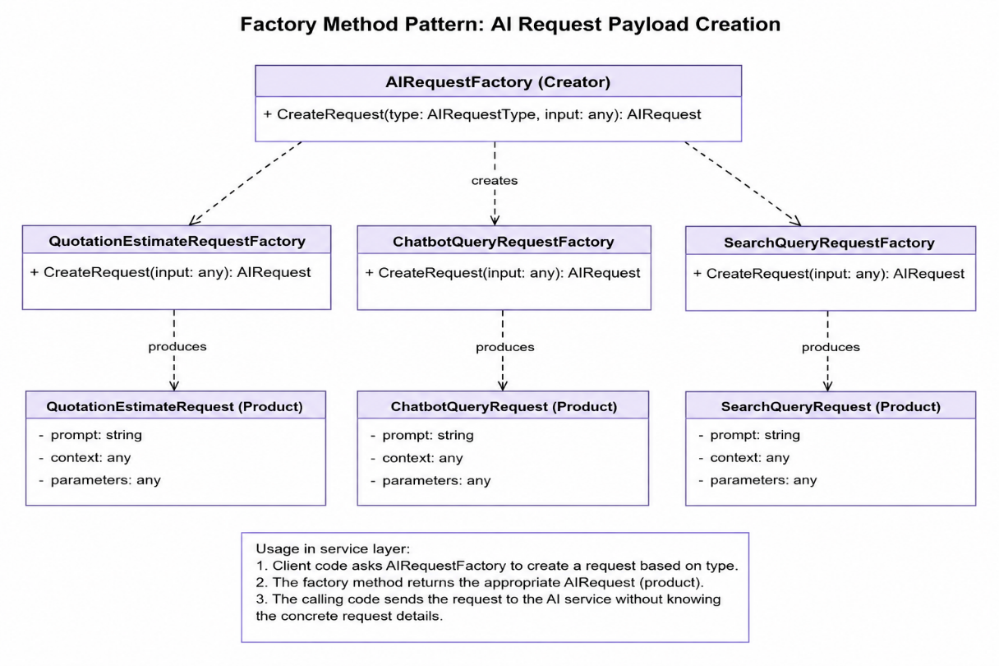 Factory Method Pattern: AI Request Payload Creation
AIRequestFactory (Creator)
+ CreateRequest(type: AIRequestType, input: any): AIRequest
creates
QuotationEstimateRequestFactory
+ CreateRequest(input: any): AIRequest
ChatbotQueryRequestFactory
+ CreateRequest(input: any): AIRequest
SearchQueryRequestFactory
+ CreateRequest(input: any): AIRequest
produces
produces
produces
QuotationEstimateRequest (Product)
- prompt: string
- context: any
- parameters: any
ChatbotQueryRequest (Product)
- prompt: string
- context: any
- parameters: any
SearchQueryRequest (Product)
- prompt: string
- context: any
- parameters: any
Usage in service layer:
1. Client code asks AIRequestFactory to create a request based on type.
2. The factory method returns the appropriate AIRequest (product).
3. The calling code sends the request to the AI service without knowing
the concrete request details.